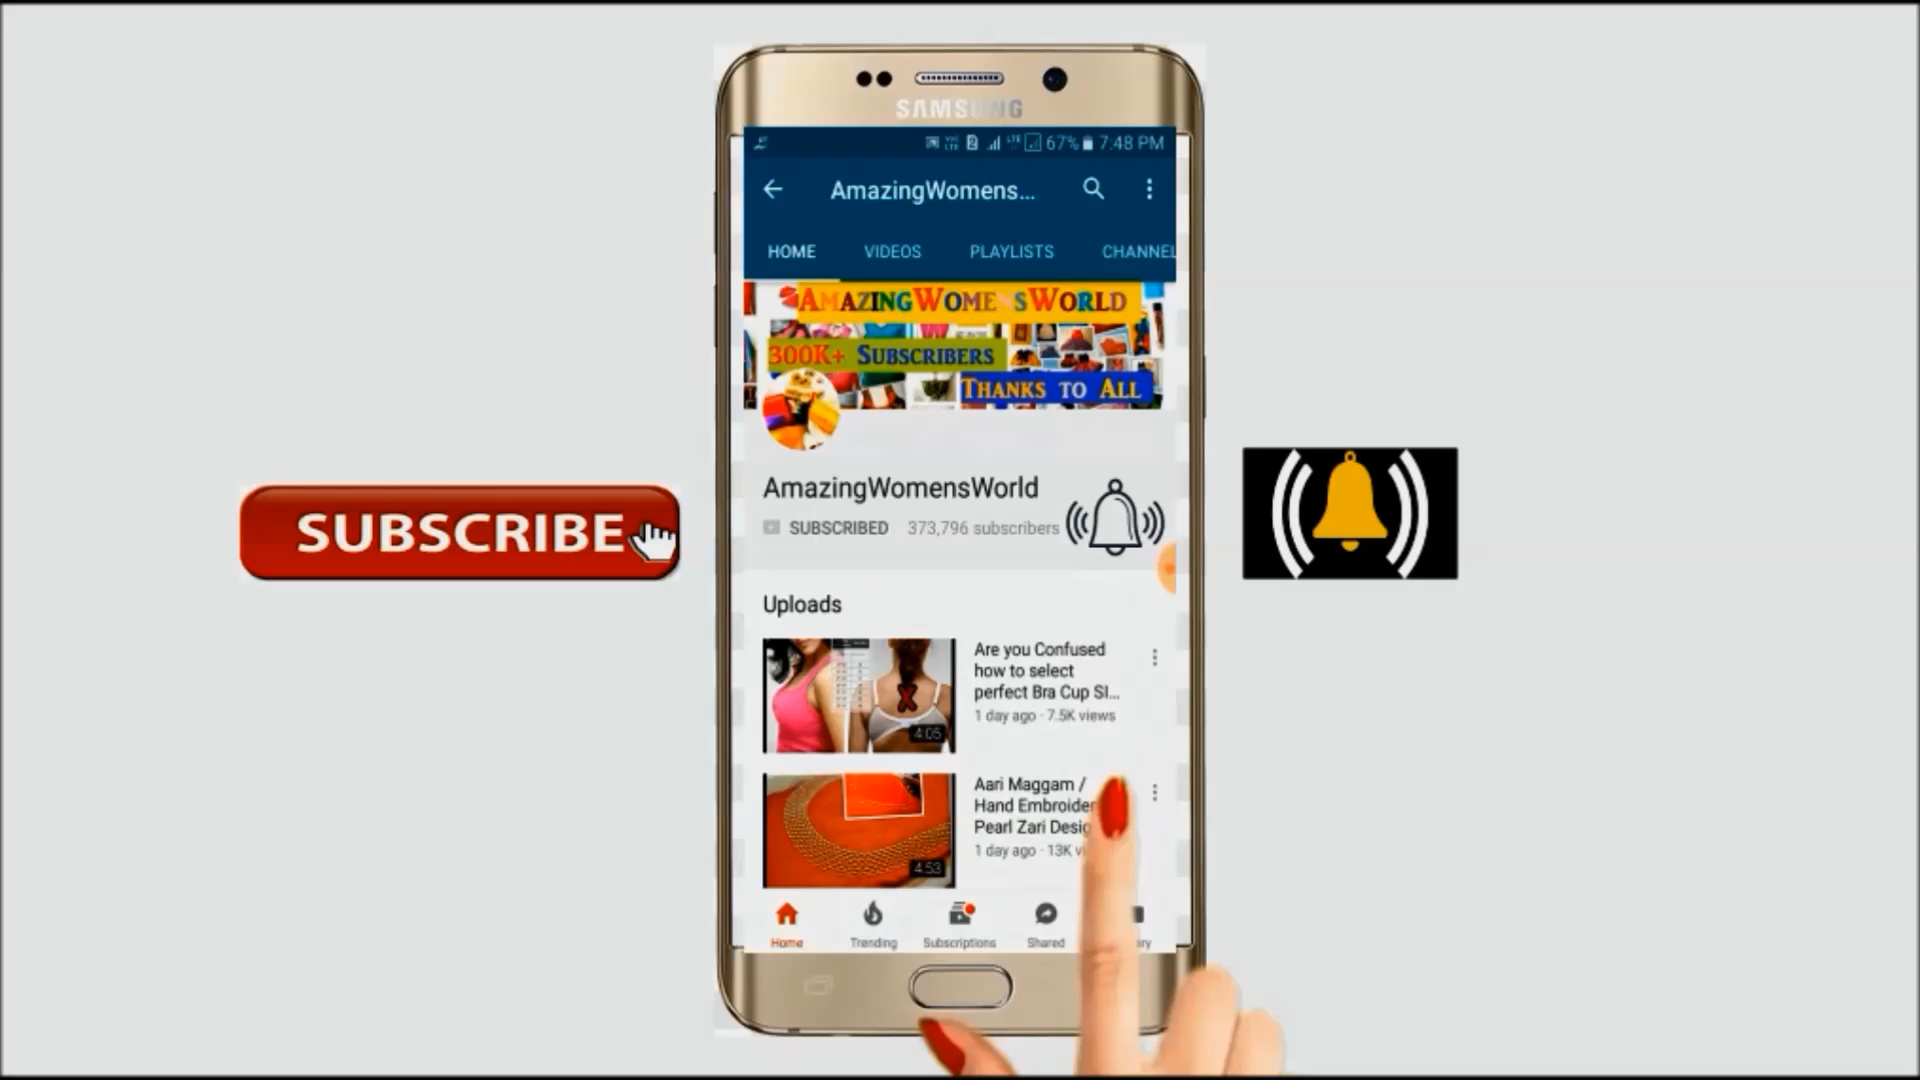 SAMSUNG
67% 7:48 PM
AmazingWomens...
HOME VIDEOS PLAYLISTS CHANNEL
AMAZINGWOMENSWORLD
300K+ SUBSCRIBERS
THANKS TO ALL
AmazingWomensWorld
SUBSCRIBED 373,796 subscribers
SUBSCRIBE
Uploads
Are you Confused
how to select
perfect Bra Cup SI...
1 day ago · 7.5K views
4:05
Aari Maggam /
Hand Embroider
Pearl Zari Desig
1 day ago · 13K vi
4:53
Home Trending Subscriptions Shared ary